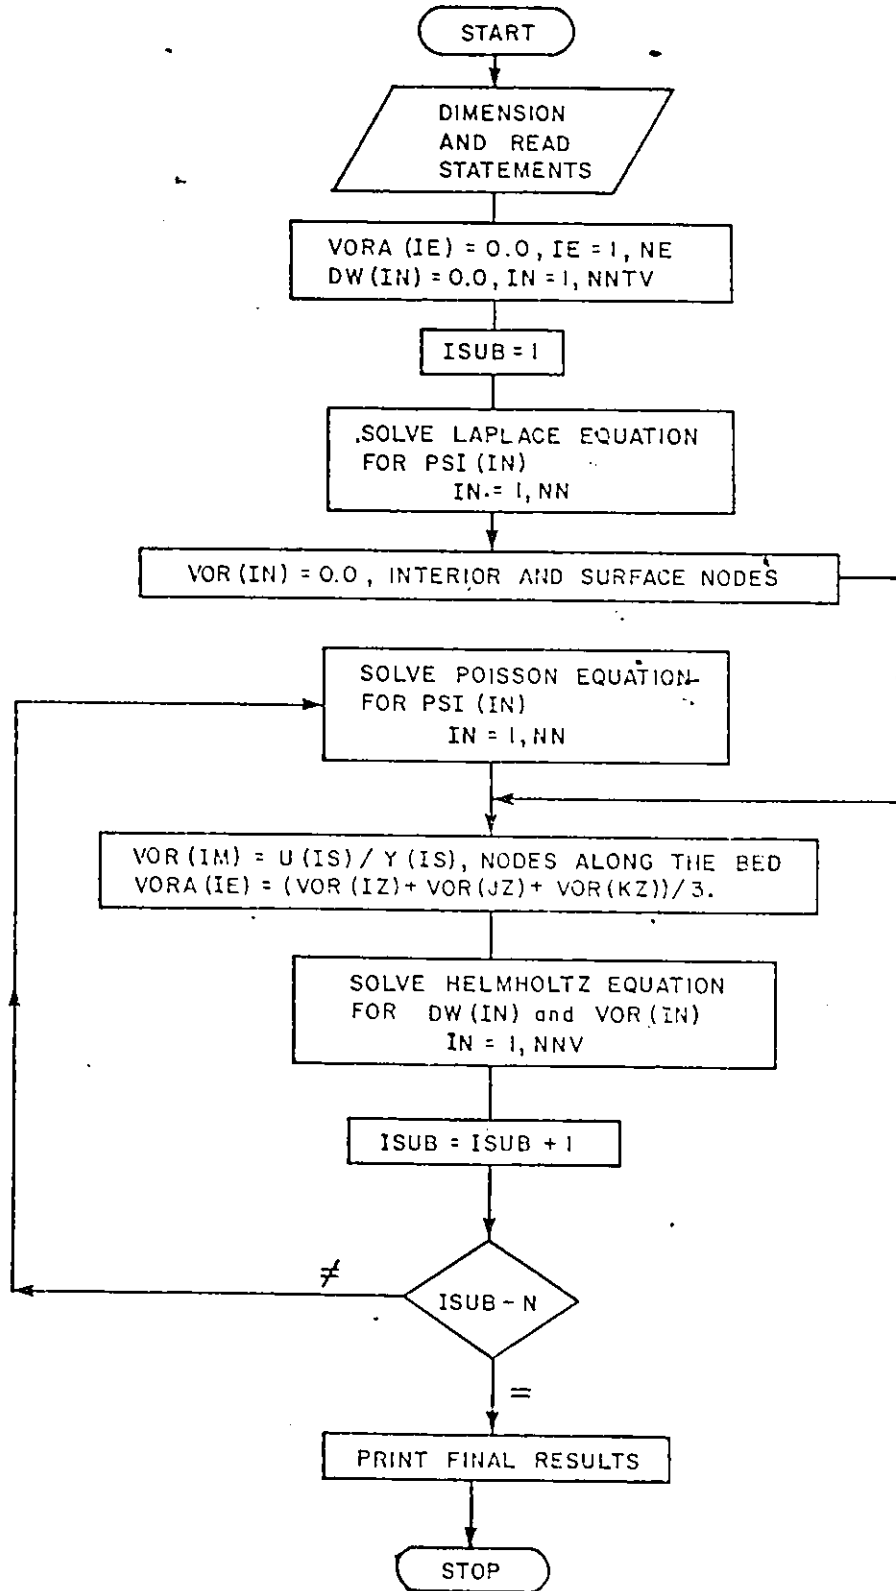 START
DIMENSION
AND READ
STATEMENTS
VORA (IE) = 0.0, IE = 1, NE
DW (IN) = 0.0, IN = 1, NNTV
ISUB = 1
SOLVE LAPLACE EQUATION
FOR PSI (IN)
IN = 1, NN
VOR (IN) = 0.0, INTERIOR AND SURFACE NODES
SOLVE POISSON EQUATION
FOR PSI (IN)
IN = 1, NN
VOR (IM) = U (IS) / Y (IS), NODES ALONG THE BED
VORA (IE) = (VOR (IZ) + VOR (JZ) + VOR (KZ)) / 3.
SOLVE HELMHOLTZ EQUATION
FOR DW (IN) and VOR (IN)
IN = 1, NNV
ISUB = ISUB + 1
≠
ISUB - N
=
PRINT FINAL RESULTS
STOP